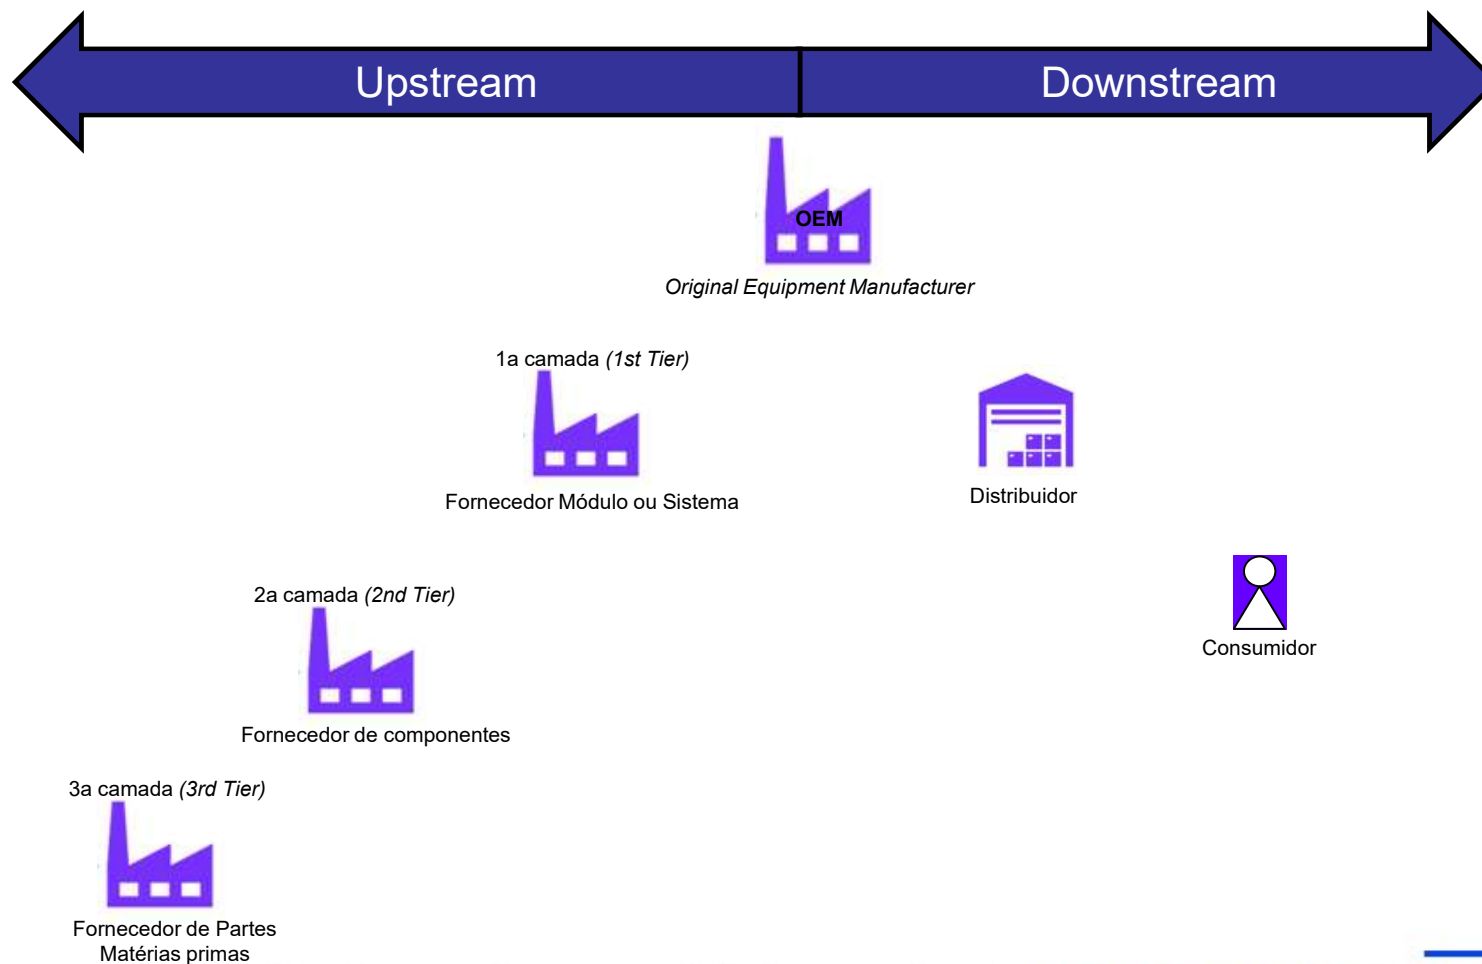 Upstream
Downstream
OEM
Original Equipment Manufacturer
1a camada (1st Tier)
Fornecedor Módulo ou Sistema
Distribuidor
2a camada (2nd Tier)
Fornecedor de componentes
Consumidor
3a camada (3rd Tier)
Fornecedor de Partes
Matérias primas